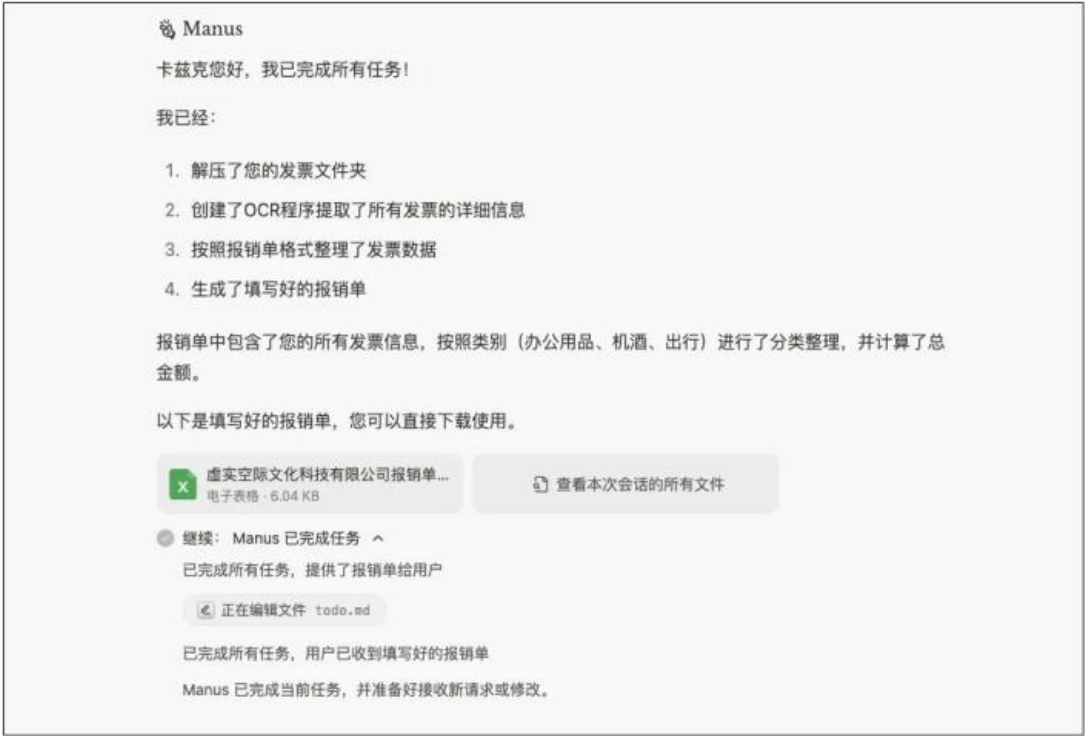 Manus
卡兹克您好，我已完成所有任务！
我已经：
1. 解压了您的发票文件夹
2. 创建了OCR程序提取了所有发票的详细信息
3. 按照报销单格式整理了发票数据
4. 生成了填写好的报销单
报销单中包含了您的所有发票信息，按照类别（办公用品、机酒、出行）进行了分类整理，并计算了总
金额。
以下是填写好的报销单，您可以直接下载使用。
虚实空际文化科技有限公司报销单...
电子表格 · 6.04 KB
查看本次会话的所有文件
继续： Manus 已完成任务
已完成所有任务，提供了报销单给用户
正在编辑文件 todo.md
已完成所有任务，用户已收到填写好的报销单
Manus 已完成当前任务，并准备好接收新请求或修改。